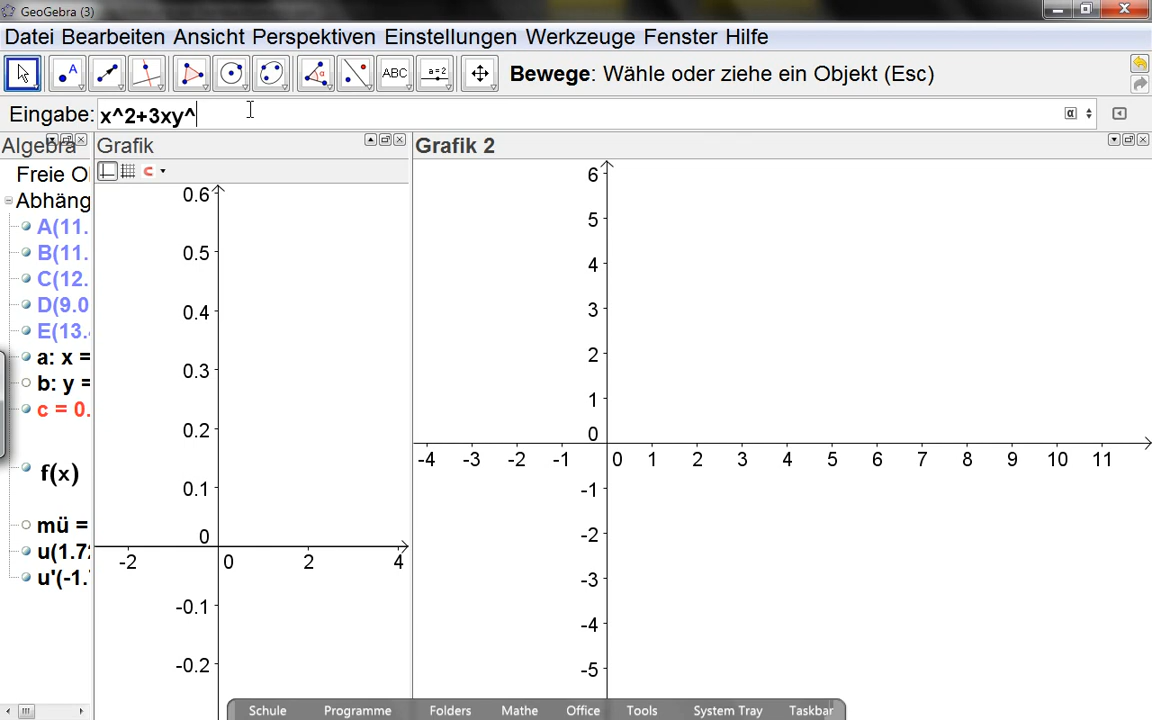 GeoGebra (3)
Datei Bearbeiten Ansicht Perspektiven Einstellungen Werkzeuge Fenster Hilfe
A ABC a=2 Bewege: Wähle oder ziehe ein Objekt (Esc)
Eingabe: x^2+3xy^ α
Algebra Grafik Grafik 2
Freie O
Abhäng
A(11.
B(11.
C(12.
D(9.0
E(13.
a: x =
b: y =
c = 0.
f(x)
mü =
u(1.7
u'(-1.
0.6
0.5
0.4
0.3
0.2
0.1
0
-2 0 2 4
-0.1
-0.2
6
5
4
3
2
1
0
-4 -3 -2 -1 0 1 2 3 4 5 6 7 8 9 10 11
-1
-2
-3
-4
-5
Schule Programme Folders Mathe Office Tools System Tray Taskbar